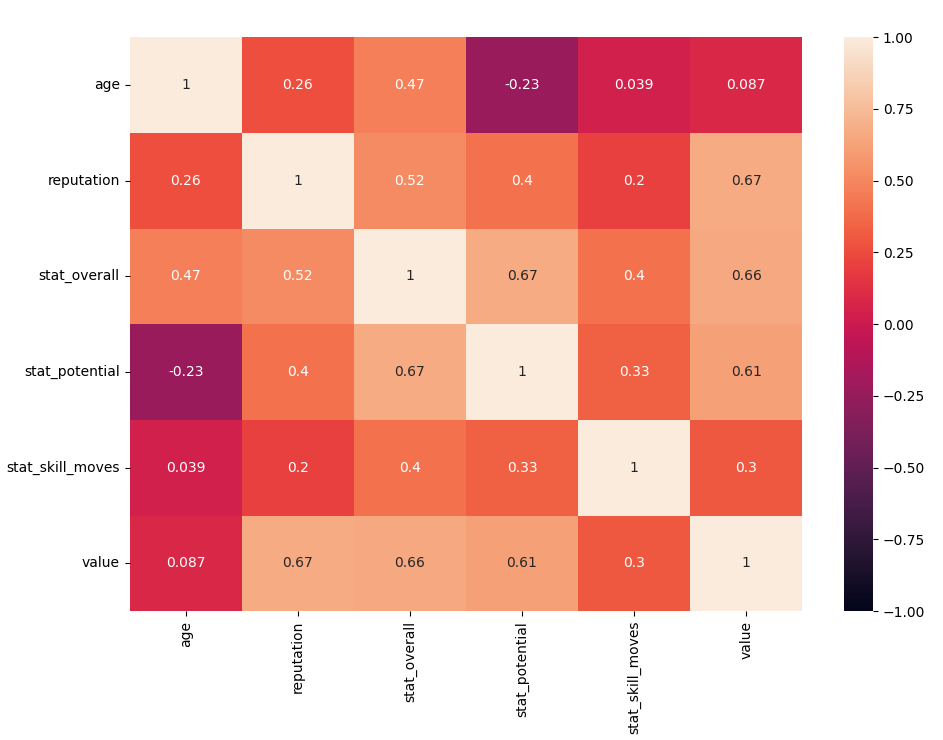 age 1 0.26 0.47 -0.23 0.039 0.087
reputation 0.26 1 0.52 0.4 0.2 0.67
stat_overall 0.47 0.52 1 0.67 0.4 0.66
stat_potential -0.23 0.4 0.67 1 0.33 0.61
stat_skill_moves 0.039 0.2 0.4 0.33 1 0.3
value 0.087 0.67 0.66 0.61 0.3 1
age reputation stat_overall stat_potential stat_skill_moves value
1.00
0.75
0.50
0.25
0.00
−0.25
−0.50
−0.75
−1.00